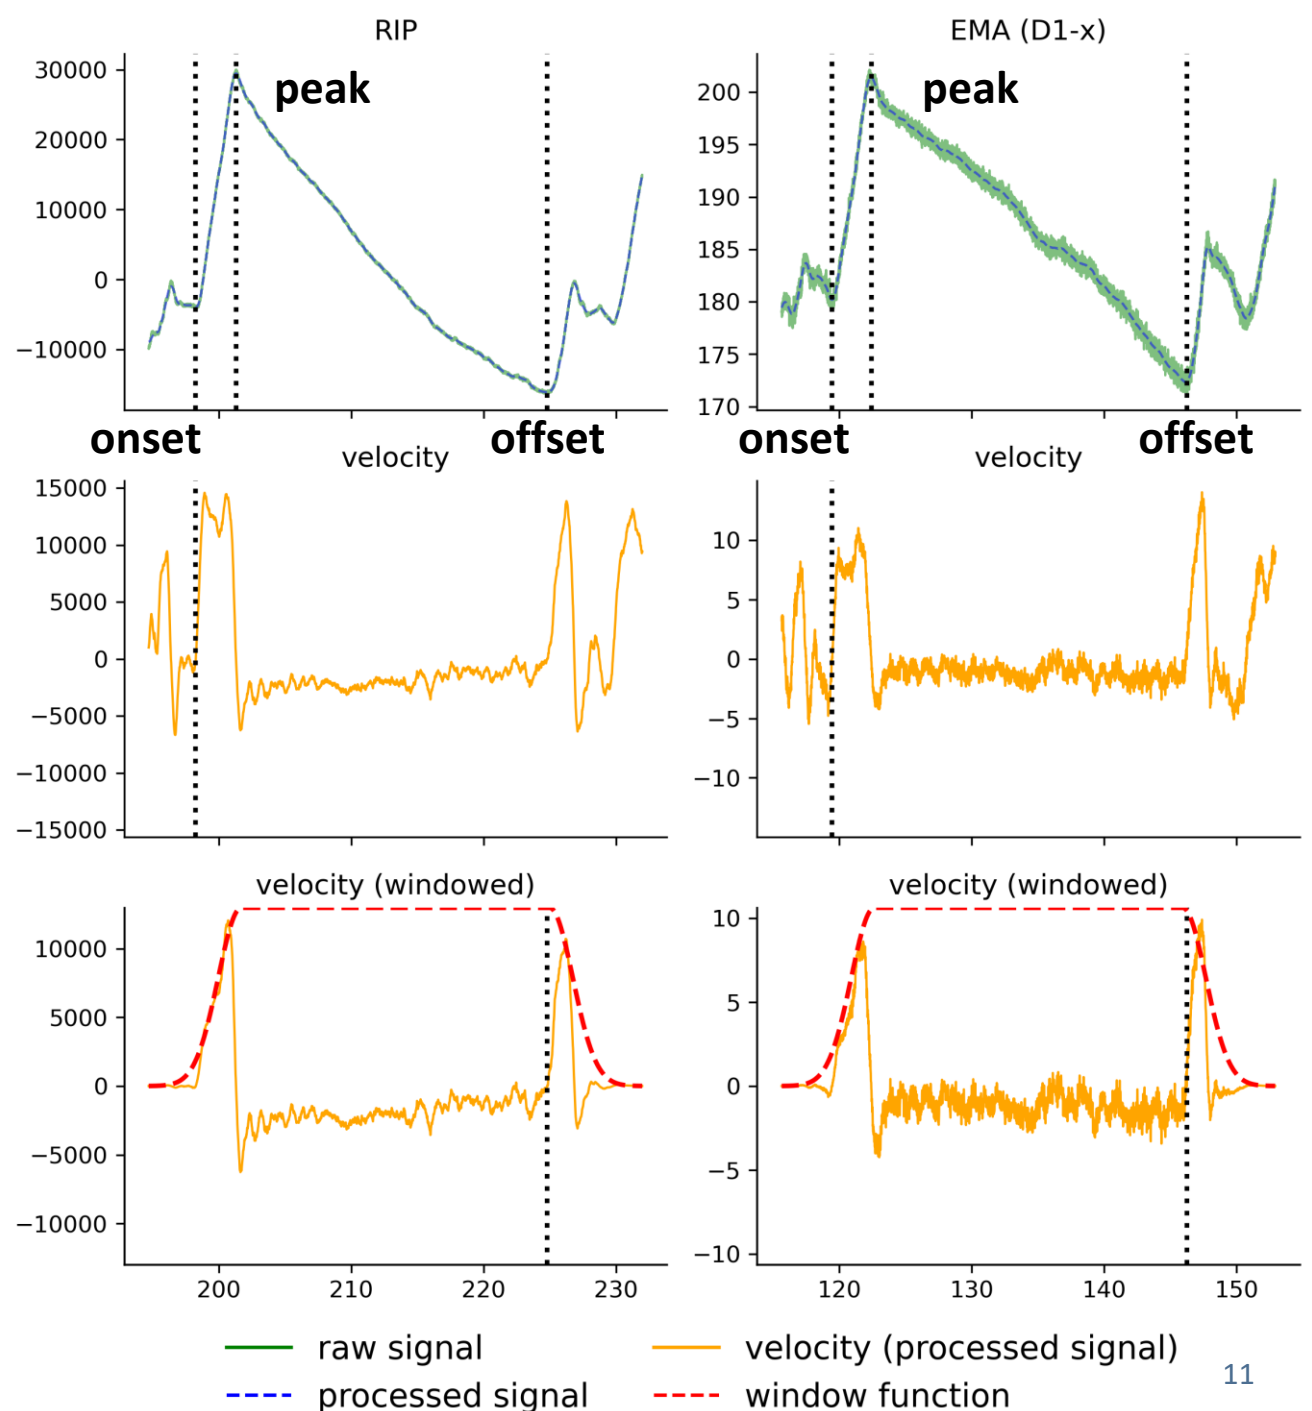 RIP
EMA (D1-x)
30000
20000
10000
0
−10000
peak
200
195
190
185
180
175
170
peak
onset
offset
onset
offset
velocity
velocity
15000
10000
5000
0
−5000
−10000
−15000
10
5
0
−5
−10
velocity (windowed)
velocity (windowed)
10000
5000
0
−5000
−10000
10
5
0
−5
−10
200 210 220 230
120 130 140 150
raw signal
velocity (processed signal)
processed signal
window function
11